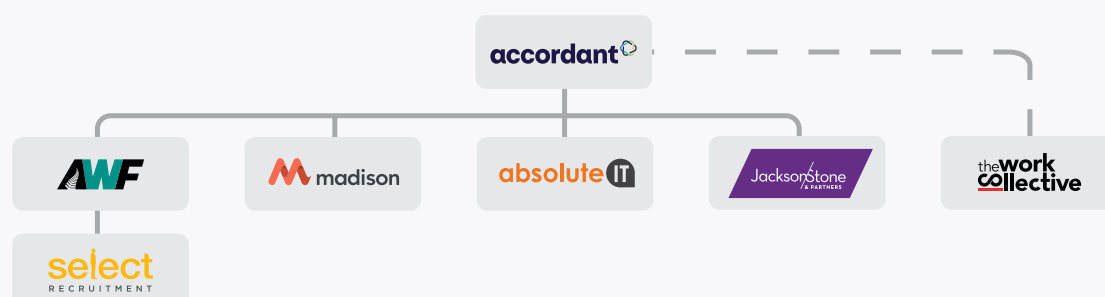 accordant
AWF
madison
absolute IT
JacksonStone
& PARTNERS
the work
collective
select
RECRUITMENT